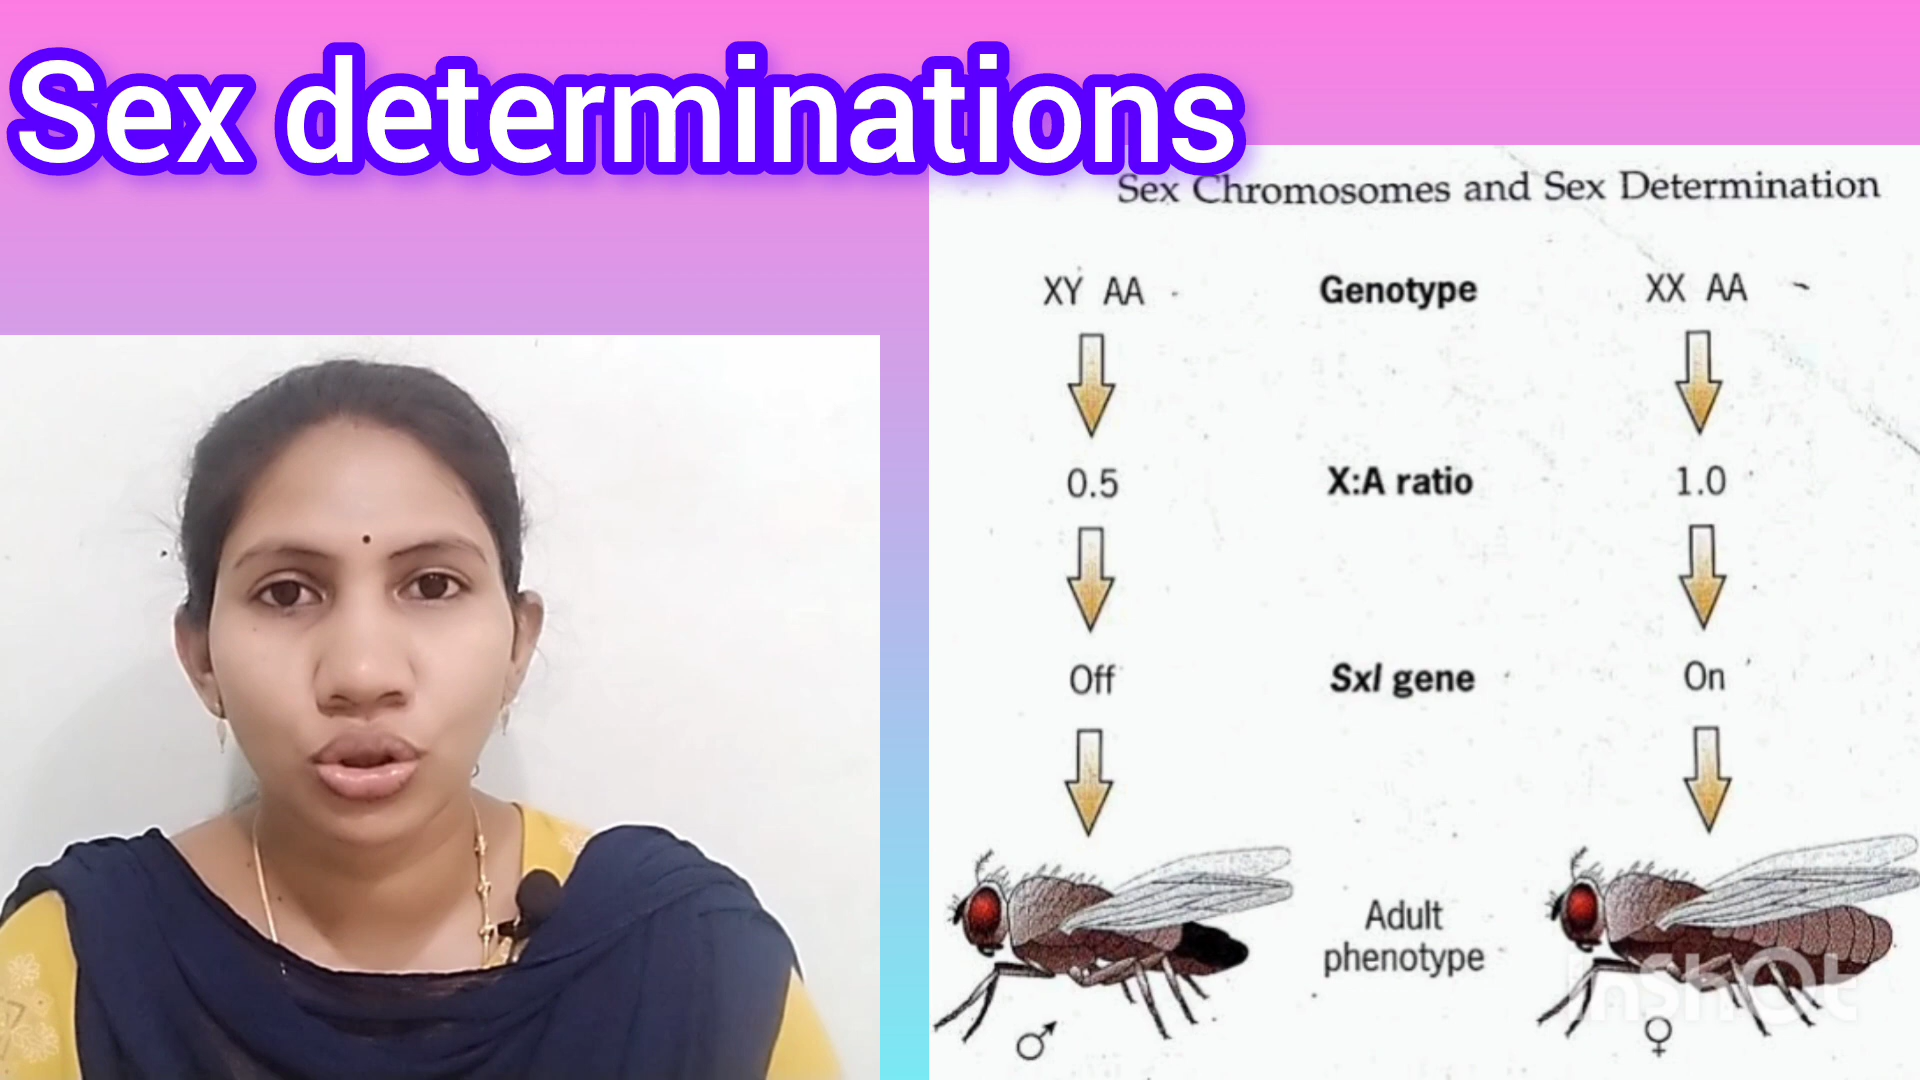 Sex determinations
Sex Chromosomes and Sex Determination
XY AA Genotype XX AA
0.5 X:A ratio 1.0
Off Sxl gene On
Adult
phenotype
♂ ♀
InShOt